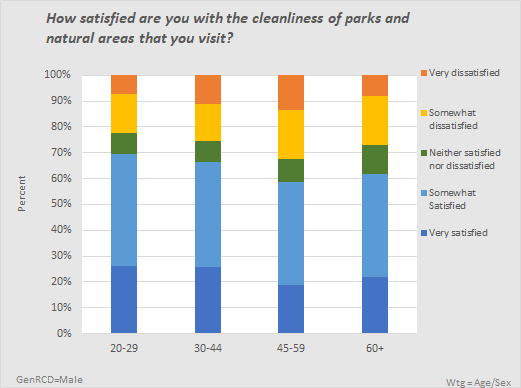 How satisfied are you with the cleanliness of parks and
natural areas that you visit?
100%
90%
80%
70%
60%
50%
40%
30%
20%
10%
0%
Percent
20-29
30-44
45-59
60+
Very dissatisfied
Somewhat
dissatisfied
Neither satisfied
nor dissatisfied
Somewhat
Satisfied
Very satisfied
GenRCD=Male
Wtg = Age/Sex